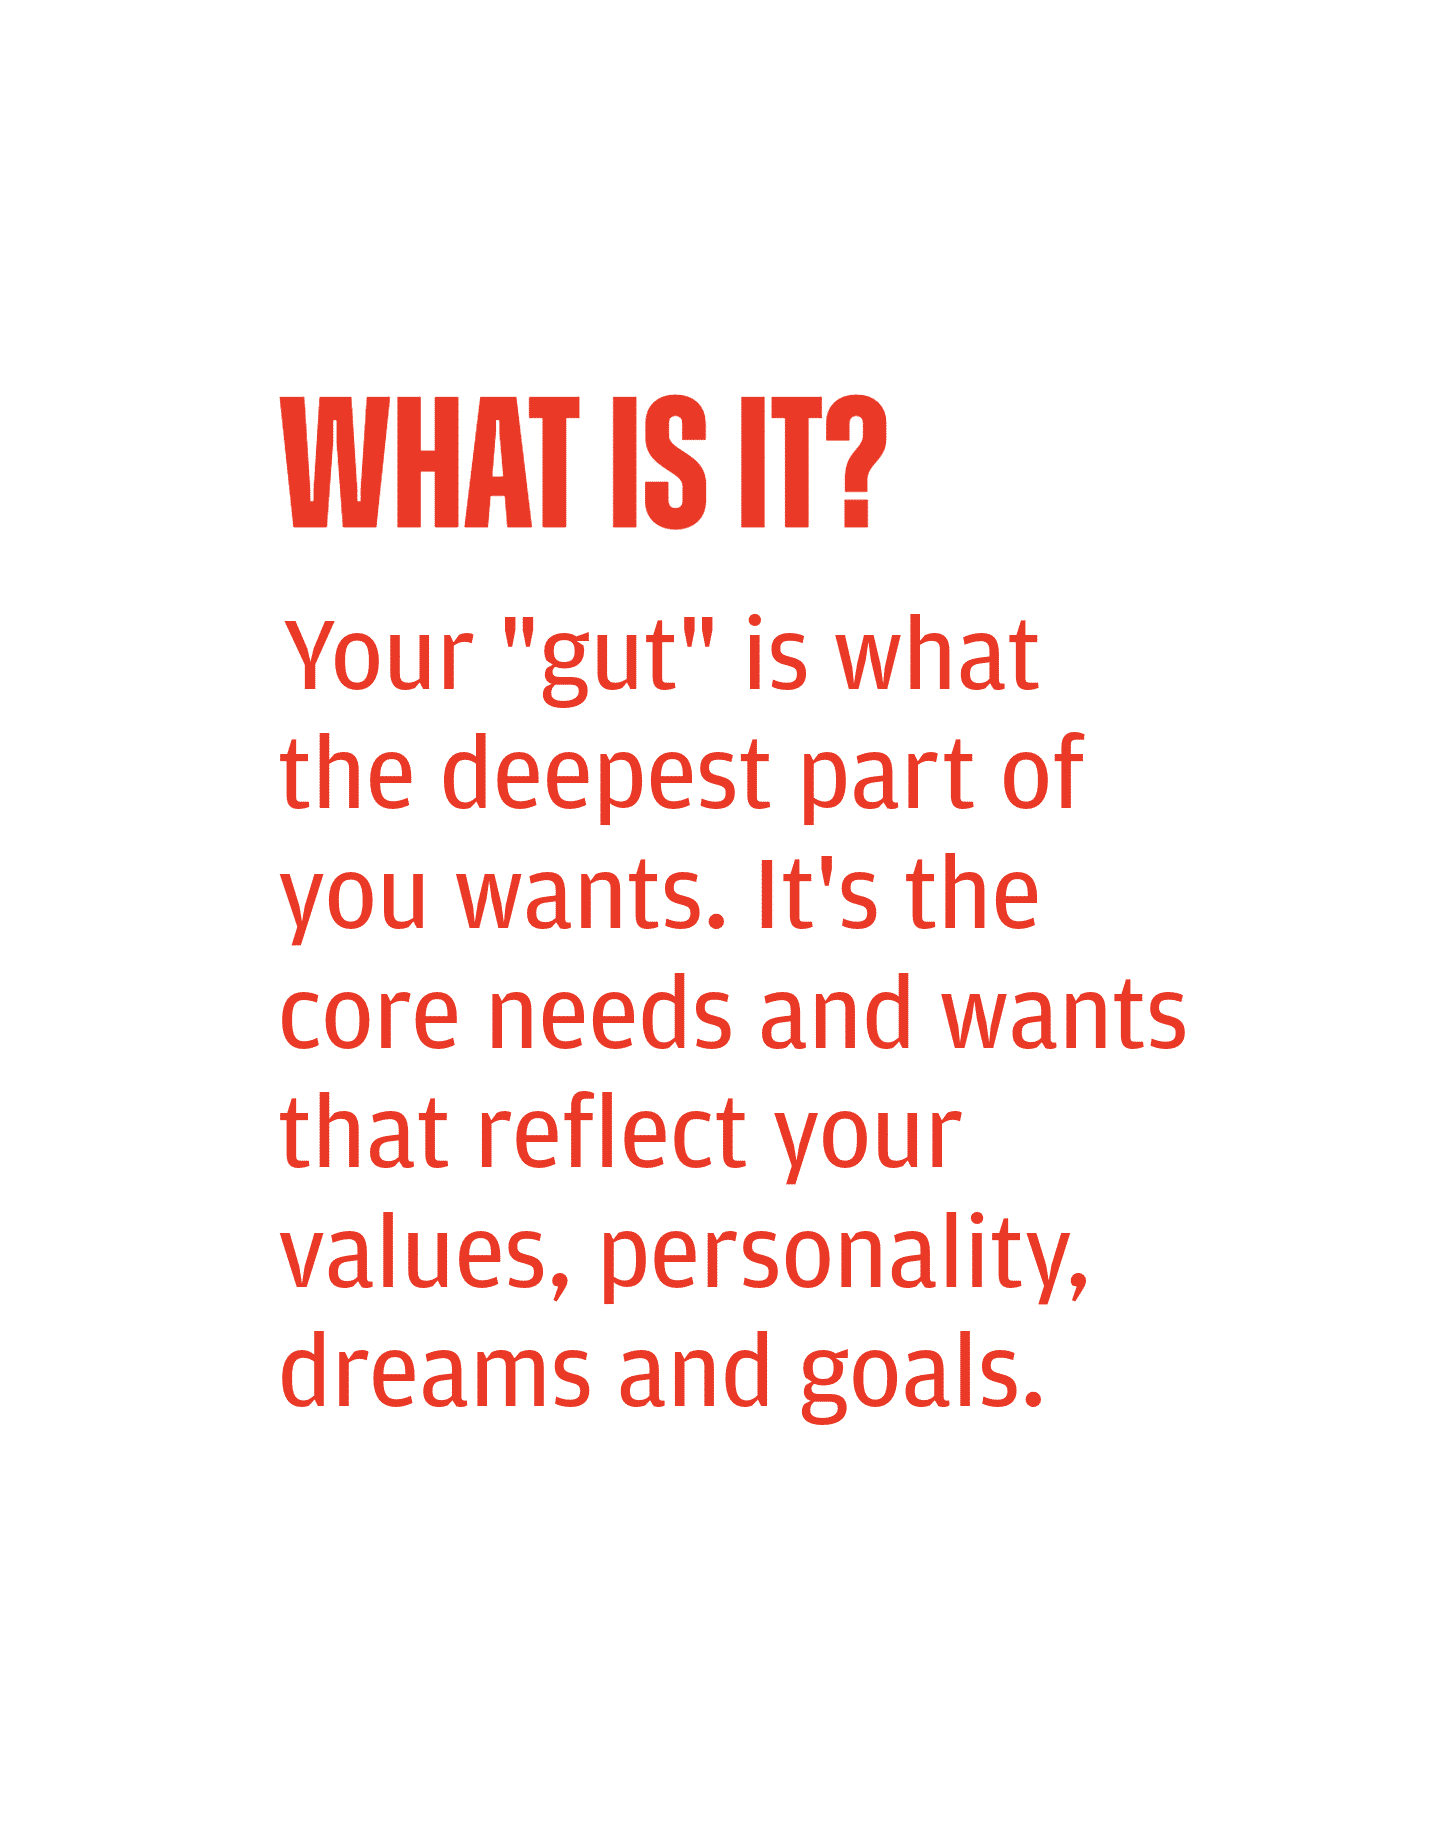 WHAT IS IT?
Your "gut" is what
the deepest part of
you wants. It's the
core needs and wants
that reflect your
values, personality,
dreams and goals.